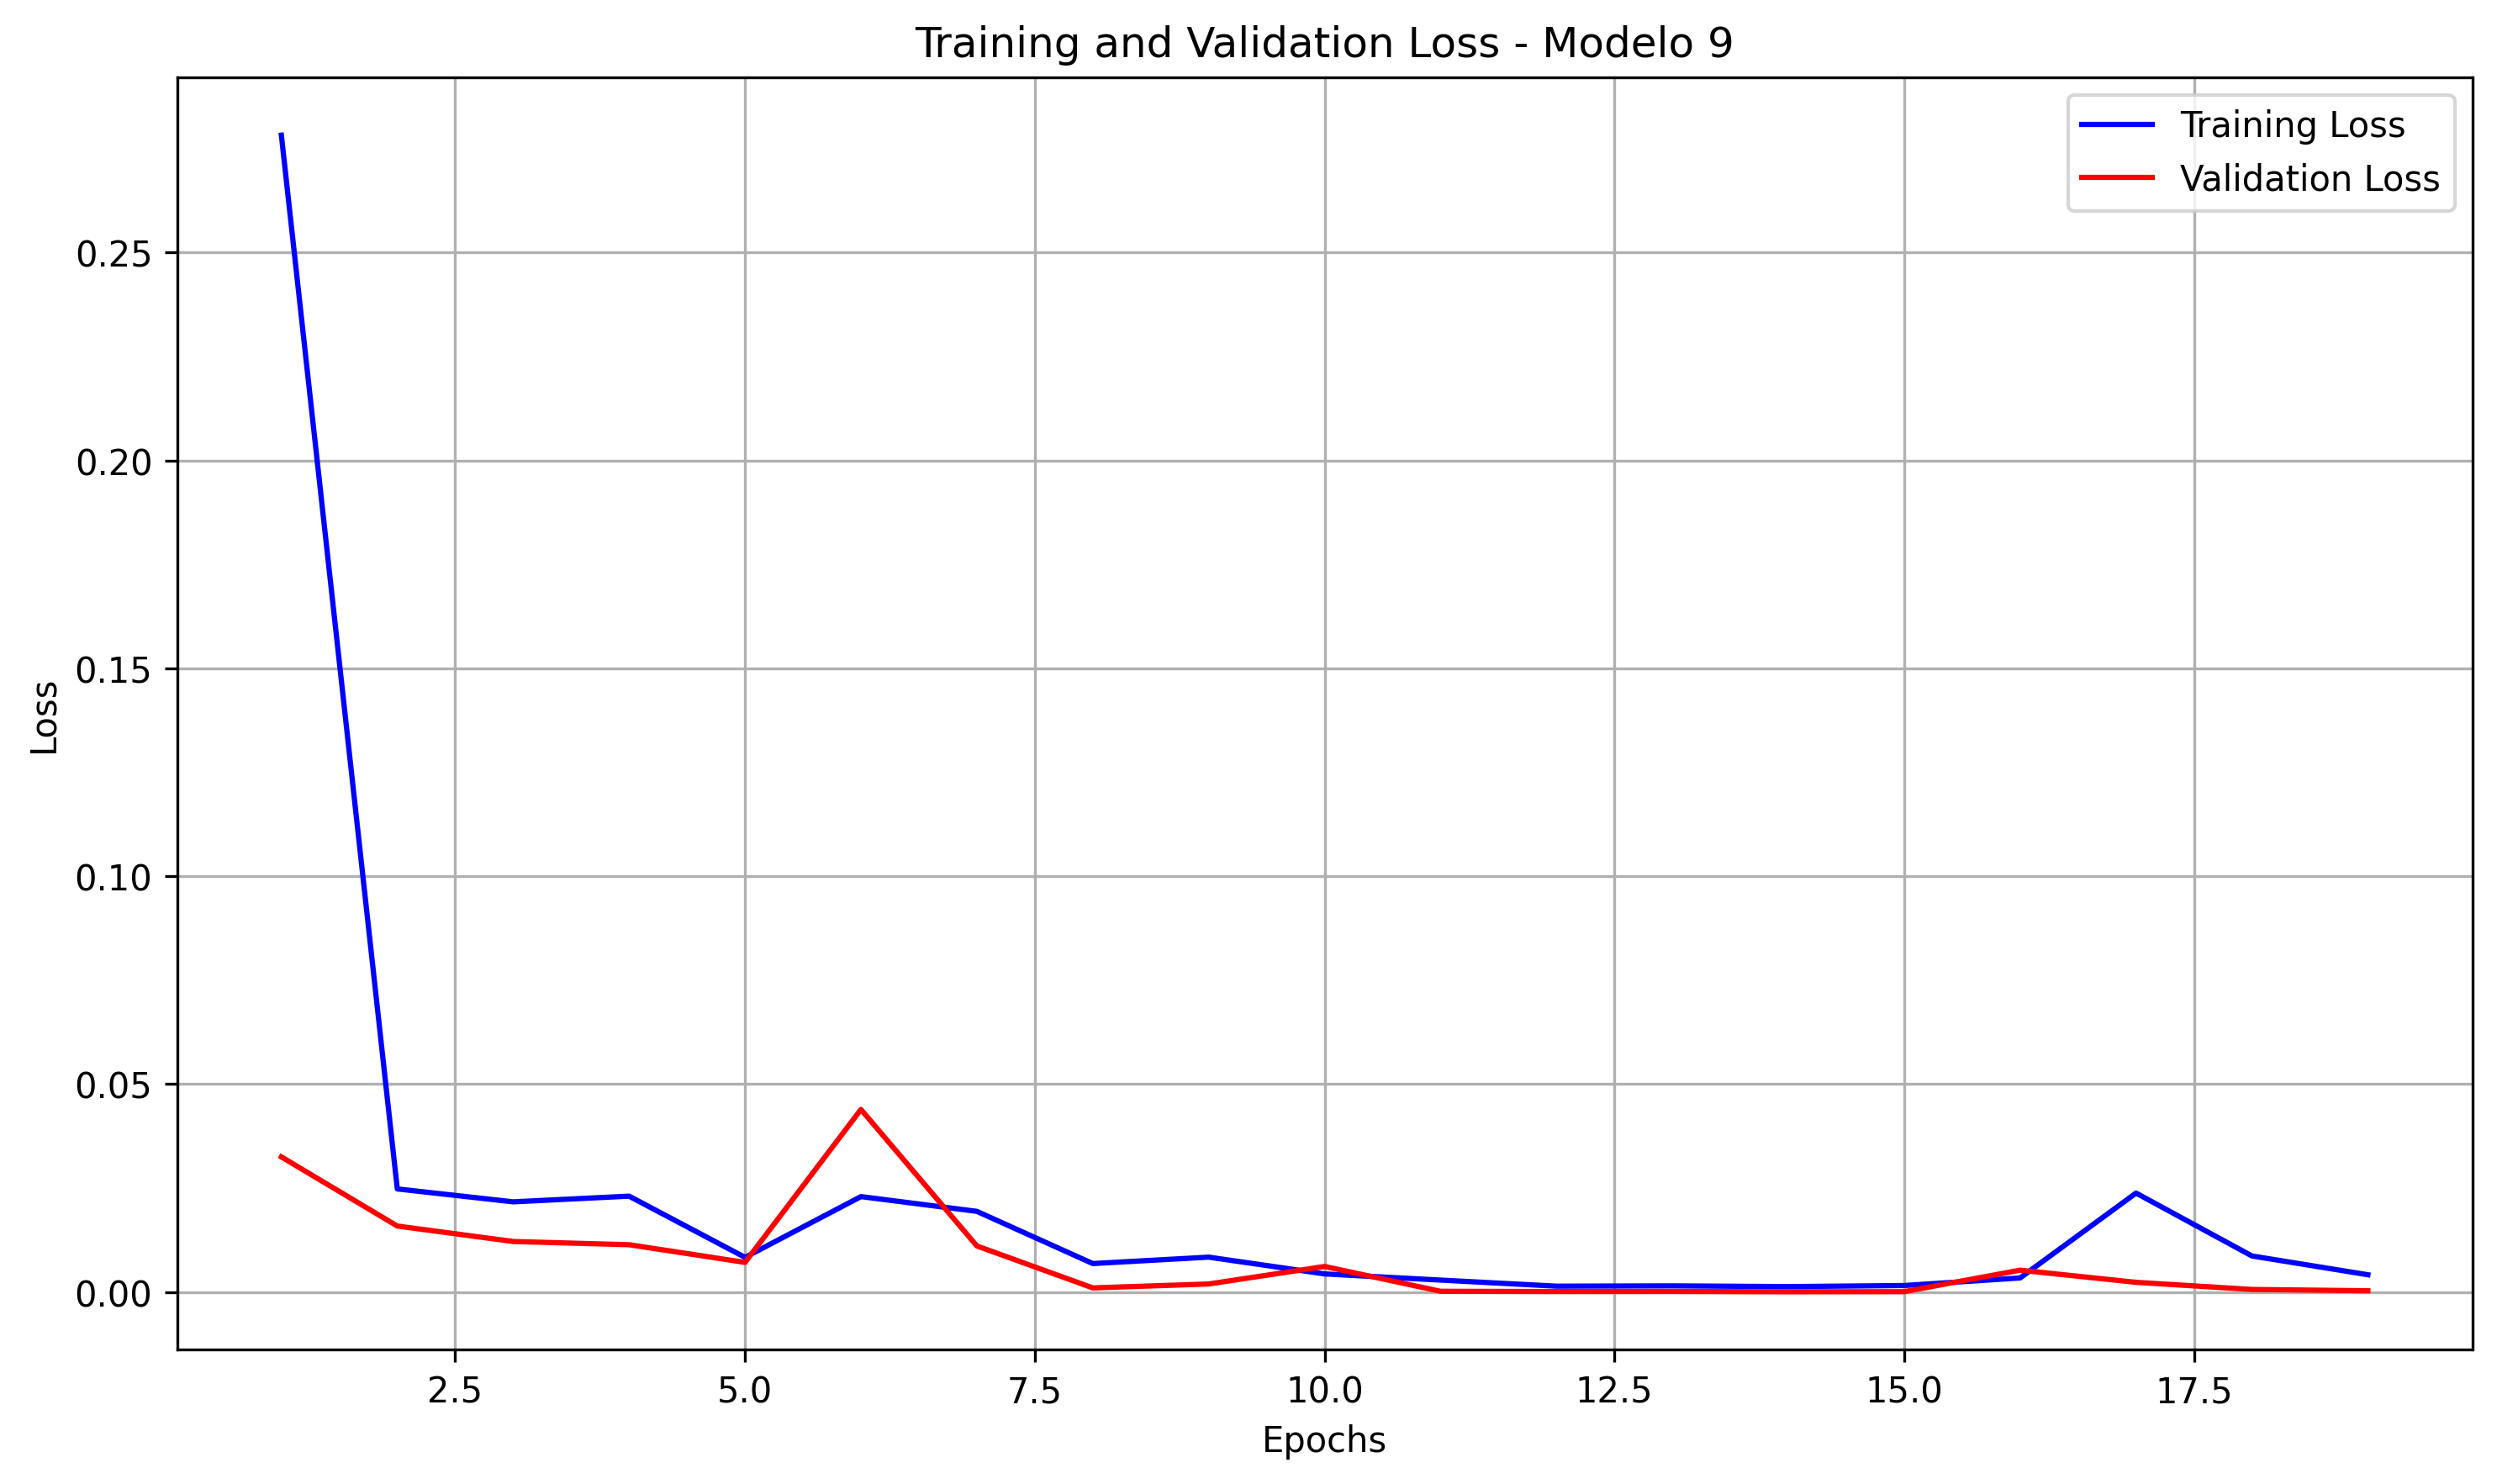 Training and Validation Loss - Modelo 9
Training Loss
Validation Loss
Loss
0.25
0.20
0.15
0.10
0.05
0.00
2.5 5.0 7.5 10.0 12.5 15.0 17.5
Epochs